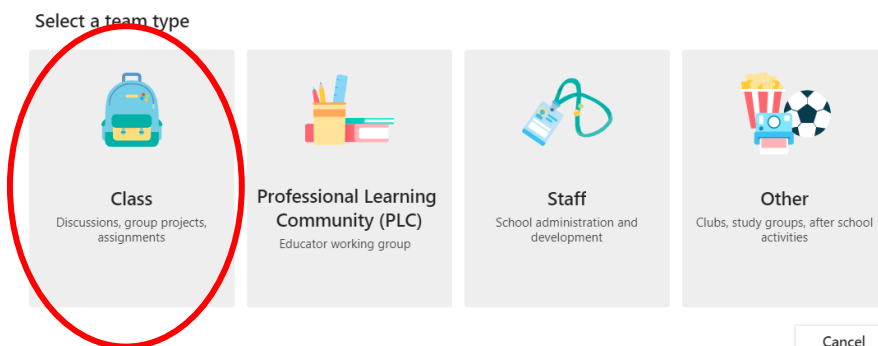 Select a team type
Class
Discussions, group projects,
assignments
Professional Learning
Community (PLC)
Educator working group
Staff
School administration and
development
Other
Clubs, study groups, after school
activities
Cancel